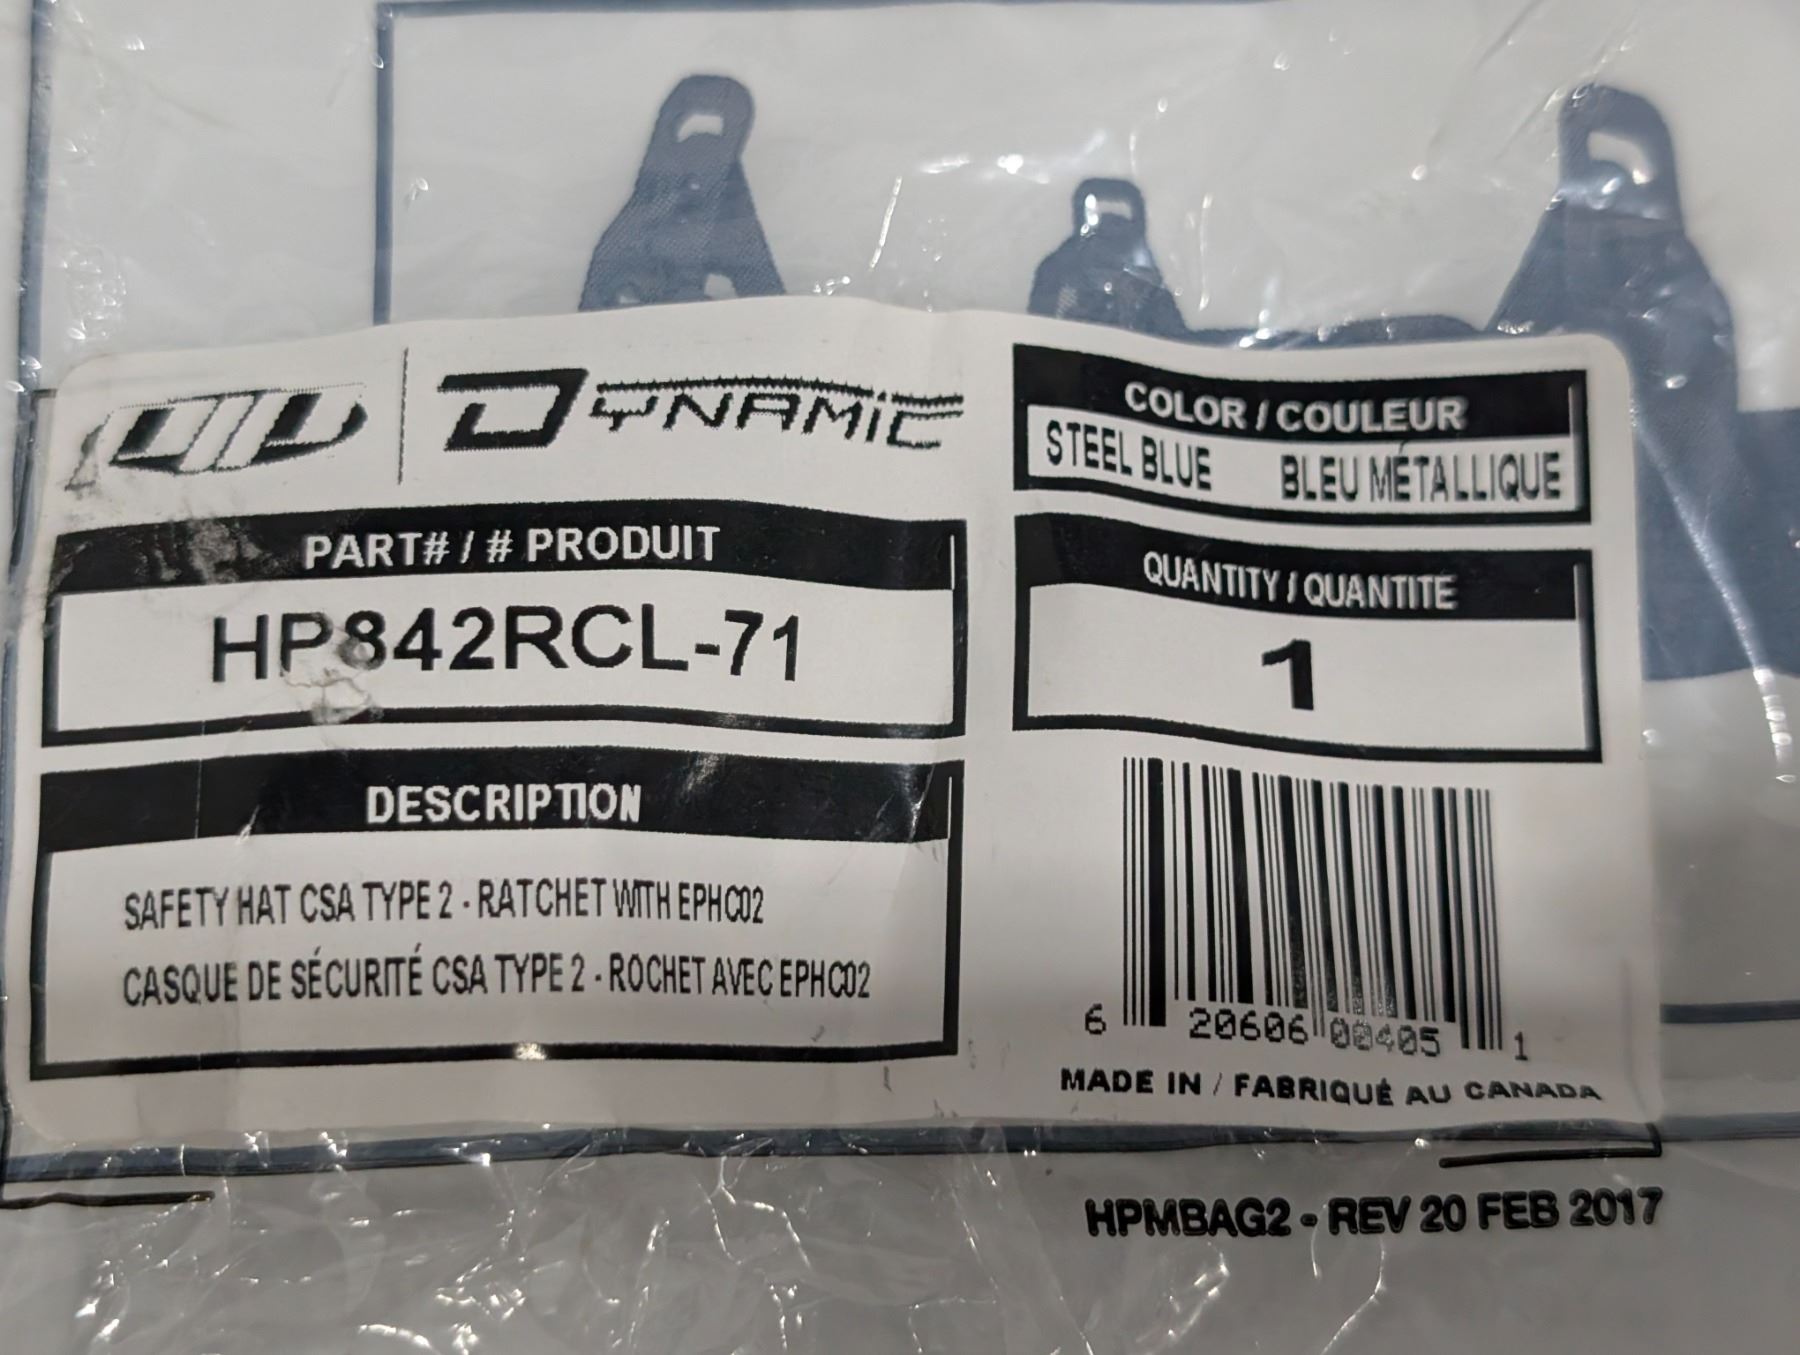 DYNAMIC
COLOR / COULEUR
STEEL BLUE BLEU MÉTALLIQUE
PART# / # PRODUIT
HP842RCL-71
QUANTITY / QUANTITE
1
DESCRIPTION
SAFETY HAT CSA TYPE 2 - RATCHET WITH EPHC02
CASQUE DE SÉCURITÉ CSA TYPE 2 - ROCHET AVEC EPHC02
6 20606 00405 1
MADE IN / FABRIQUÉ AU CANADA
HPMBAG2 - REV 20 FEB 2017